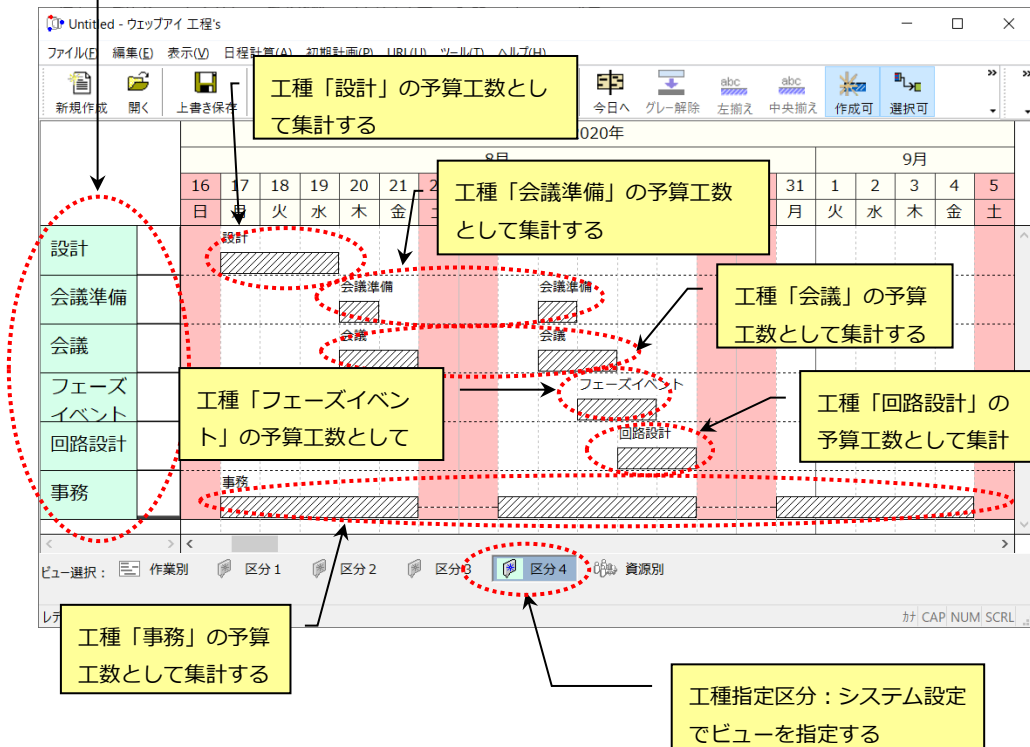 Untitled - ウェッブアイ 工程's
ファイル(F) 編集(E) 表示(V) 日程計算(A) 初期計画(P) URL(U) ツール(T) ヘルプ(H)
新規作成 開く 上書き保存 今日へ グレー解除 左揃え 中央揃え 作成可 選択可
工種「設計」の予算工数とし
て集計する
2020年
8月 9月
16 17 18 19 20 21 31 1 2 3 4 5
日 月 火 水 木 金 土 月 火 水 木 金 土
工種「会議準備」の予算工数
として集計する
設計 設計
会議準備 会議準備 会議準備
工種「会議」の予算
工数として集計する
会議 会議 会議
フェーズ
イベント
フェーズイベント
工種「フェーズイベン
ト」の予算工数として
工種「回路設計」の
予算工数として集計
回路設計 回路設計
事務 事務
ビュー選択: 作業別 区分1 区分2 区分3 区分4 資源別
カナ CAP NUM SCRL
工種「事務」の予算
工数として集計する
工種指定区分:システム設定
でビューを指定する